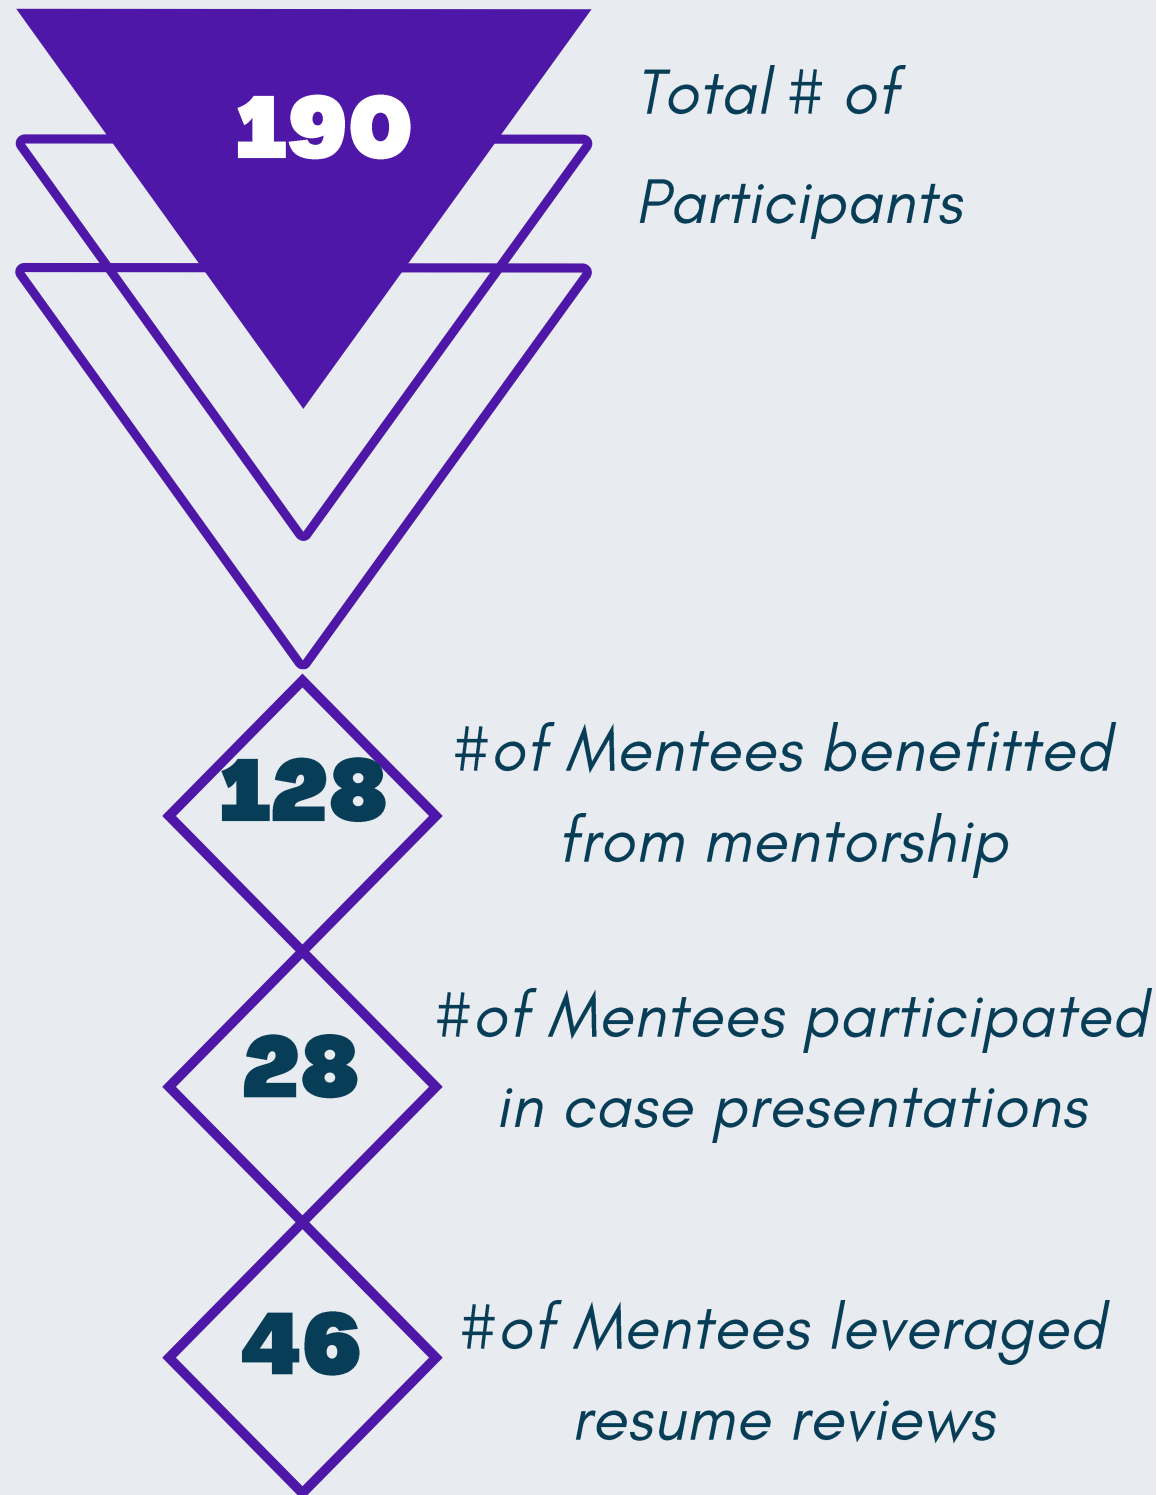 190
Total # of
Participants
128
#of Mentees benefitted
from mentorship
28
#of Mentees participated
in case presentations
46
#of Mentees leveraged
resume reviews